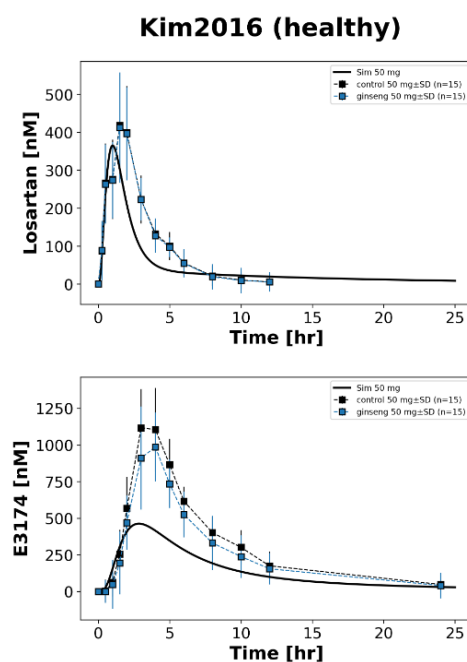 Kim2016 (healthy)
Losartan [nM]
500
400
300
200
100
0
Sim 50 mg
control 50 mg±SD (n=15)
ginseng 50 mg±SD (n=15)
0 5 10 15 20 25
Time [hr]
E3174 [nM]
1250
1000
750
500
250
0
Sim 50 mg
control 50 mg±SD (n=15)
ginseng 50 mg±SD (n=15)
0 5 10 15 20 25
Time [hr]